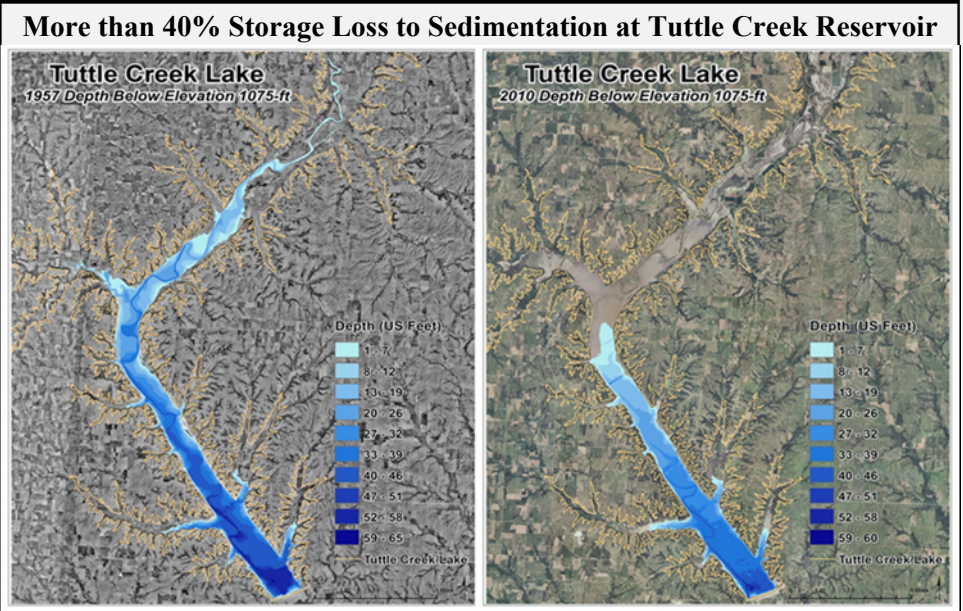 More than 40% Storage Loss to Sedimentation at Tuttle Creek Reservoir
Tuttle Creek Lake
1957 Depth Below Elevation 1075-ft
Depth (US Feet)
1 - 7
8 - 12
13 - 19
20 - 26
27 - 32
33 - 39
40 - 46
47 - 51
52 - 58
59 - 65
Tuttle Creek Lake
Tuttle Creek Lake
2010 Depth Below Elevation 1075-ft
Depth (US Feet)
1 - 7
8 - 12
13 - 19
20 - 26
27 - 32
33 - 39
40 - 46
47 - 51
52 - 58
59 - 60
Tuttle Creek Lake